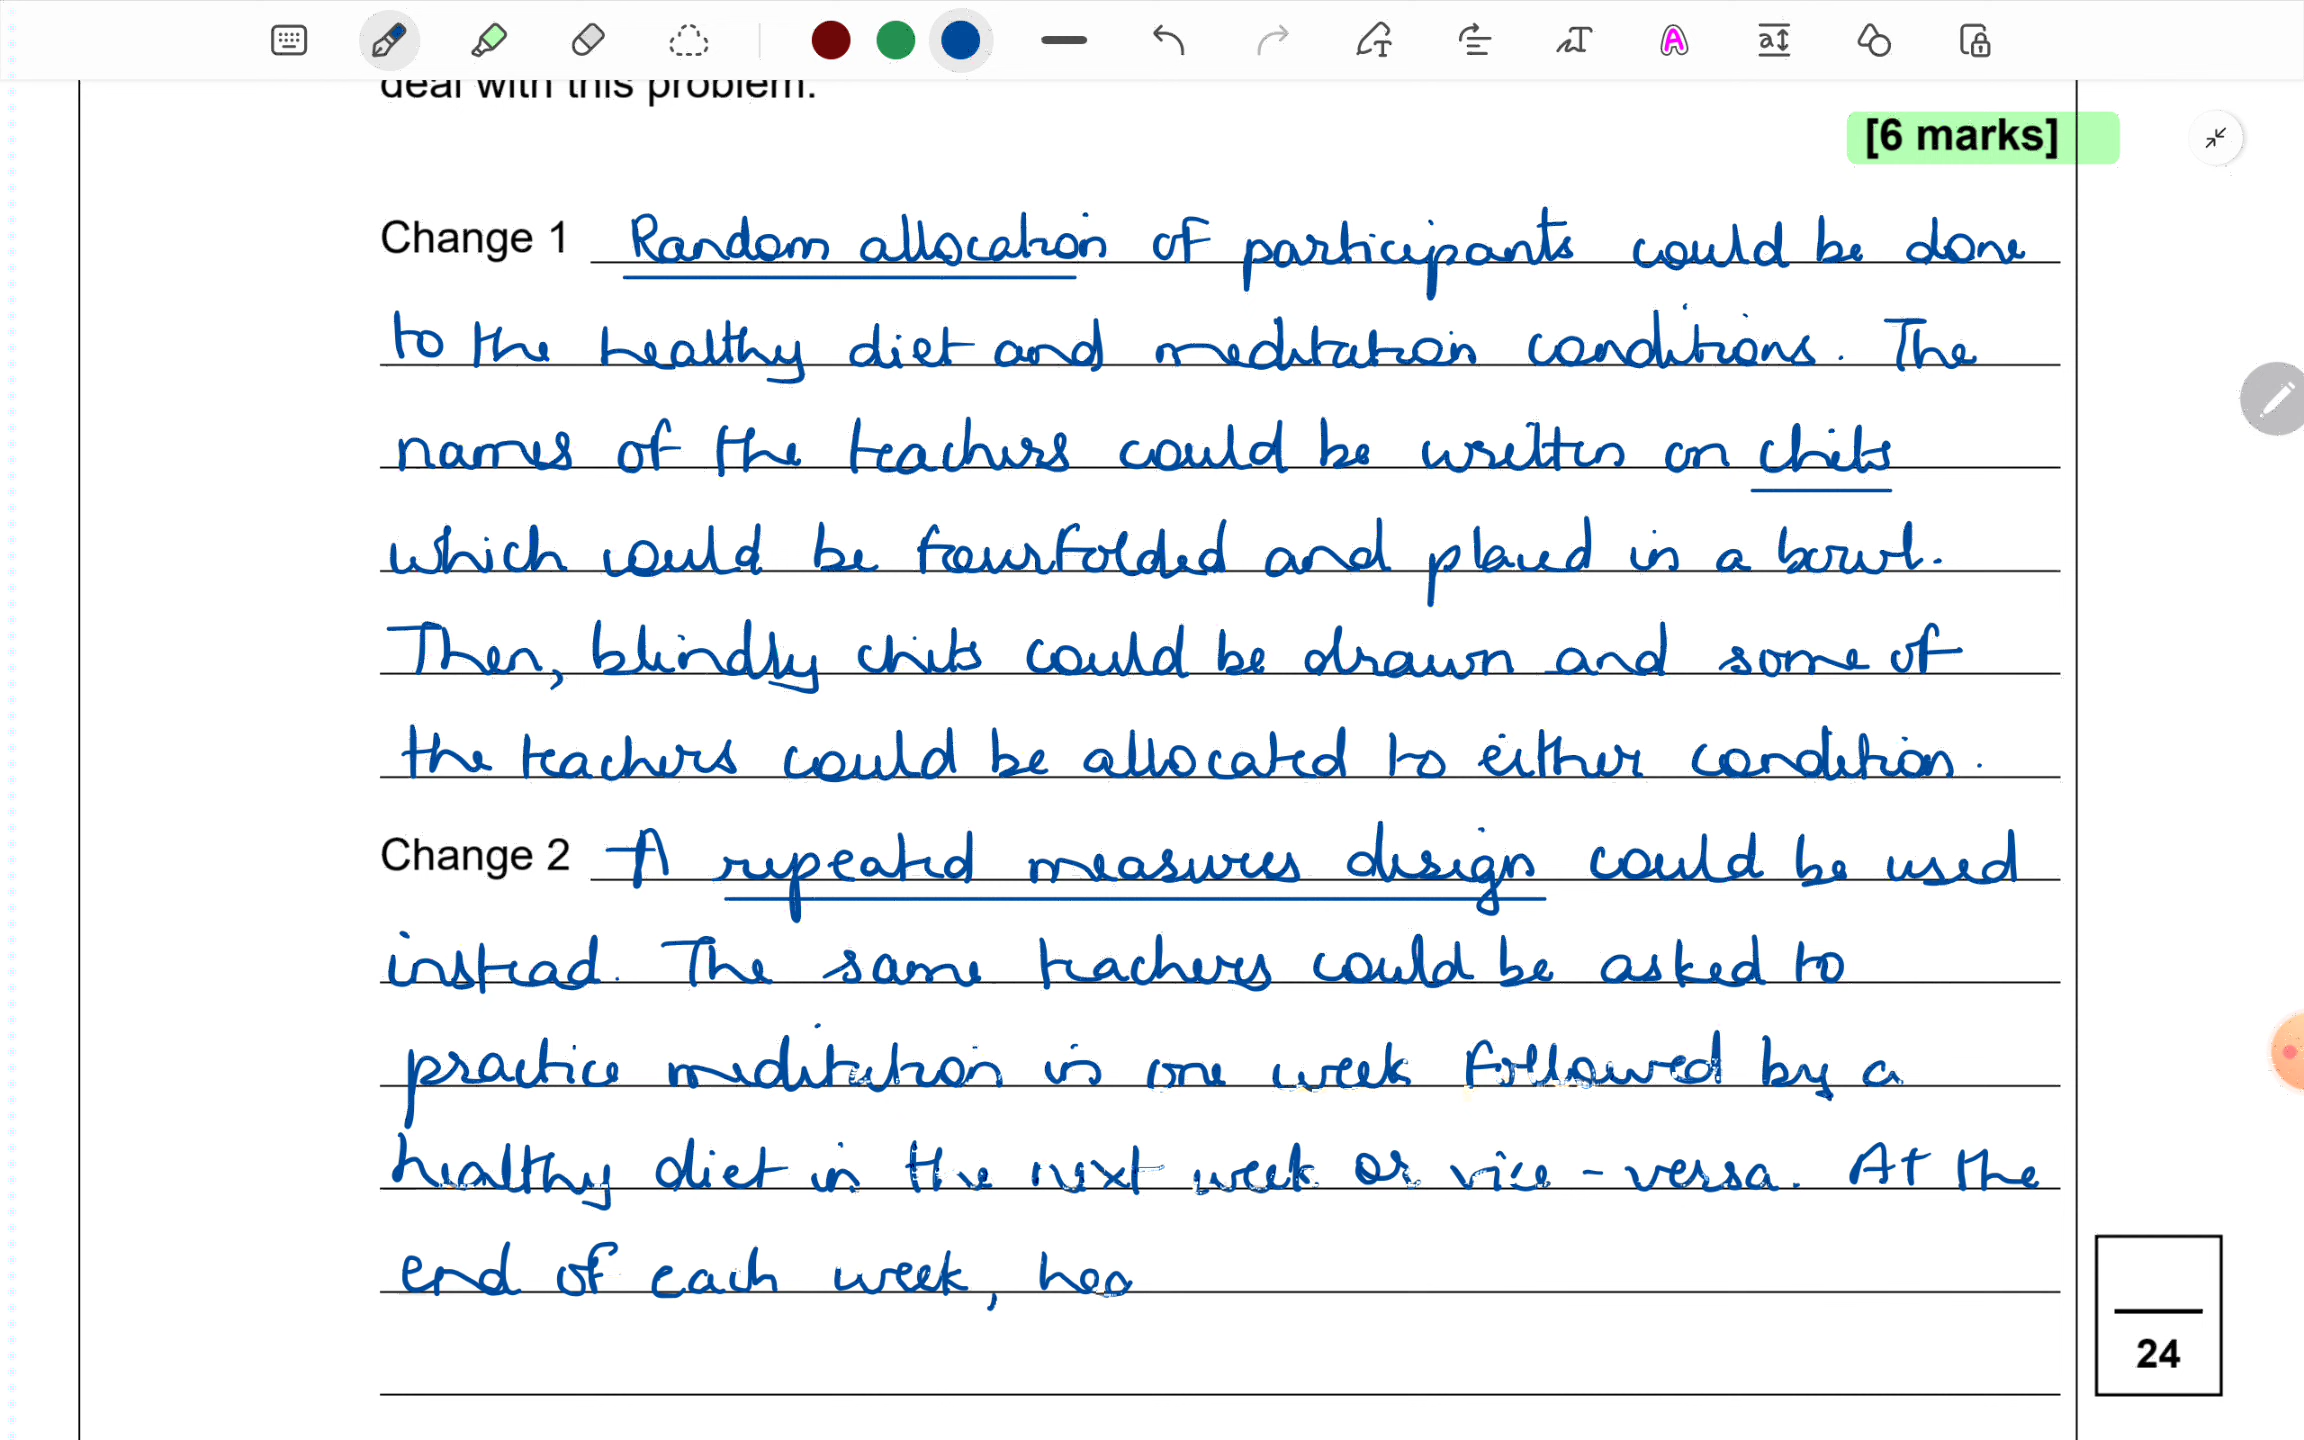 deal with this problem.
[6 marks]
Change 1 Random allocation of participants could be done
to the healthy diet and meditation conditions. The
names of the teachers could be written on chits
which could be fourfolded and placed in a bowl.
Then, blindly chits could be drawn and some of
the teachers could be allocated to either condition.
Change 2 A repeated measures design could be used
instead. The same teachers could be asked to
practice meditation in one week followed by a
healthy diet in the next week or vice-versa. At the
end of each week, hea
24